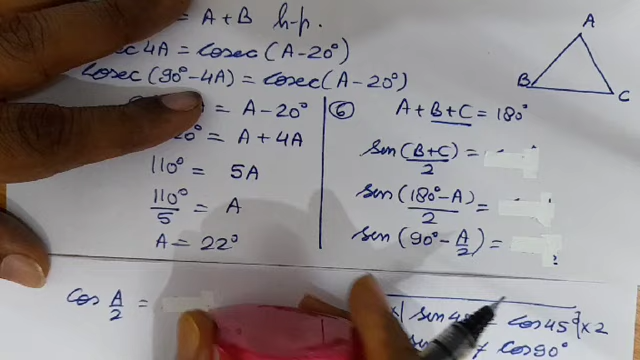 = A + B h.p.
sec 4A = cosec (A - 20°)
cosec (90° - 4A) = cosec (A - 20°)
= A - 20°
= A + 4A
110° = 5A
110°/5 = A
A = 22°
cos A/2 =
⑥ A + B + C = 180°
sin (B+C)/2 =
sin (180° - A)/2 =
sin (90° - A/2) =
A
B
C
sin 45° = cos 45°} × 2
≠ cos 90°